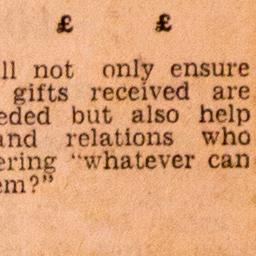 £ £
ll not only ensure
gifts received are
eded but also help
and relations who
ering "whatever can
em?"